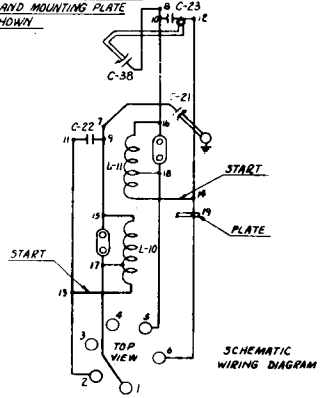 AND MOUNTING PLATE
HOWN
8
C-23
10
12
C-38
C-21
7
16
C-22
11
9
L-11
18
START
14
15
19
PLATE
START
L-10
17
13
4
5
3
TOP
VIEW
6
SCHEMATIC
WIRING DIAGRAM
2
1